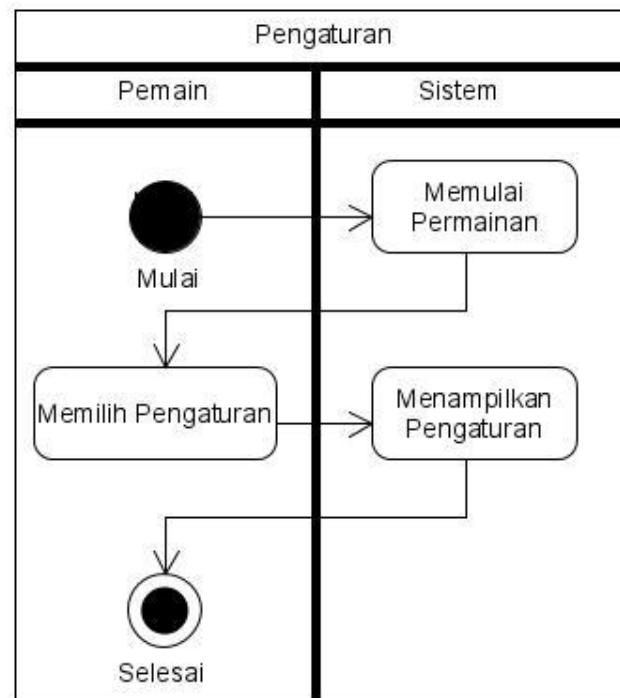 Pengaturan
Pemain
Sistem
Mulai
Memulai
Permainan
Memilih Pengaturan
Menampilkan
Pengaturan
Selesai